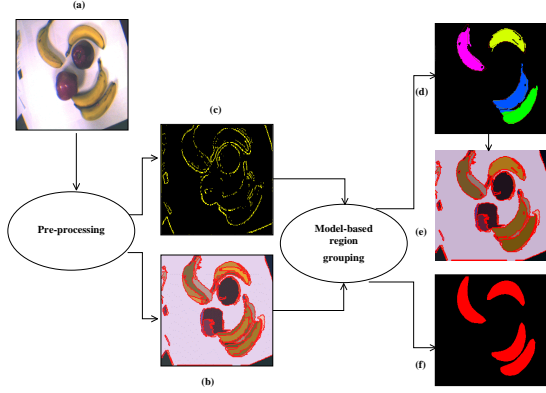 (a)
(c)
(d)
Pre-processing
Model-based
region
grouping
(e)
(b)
(f)